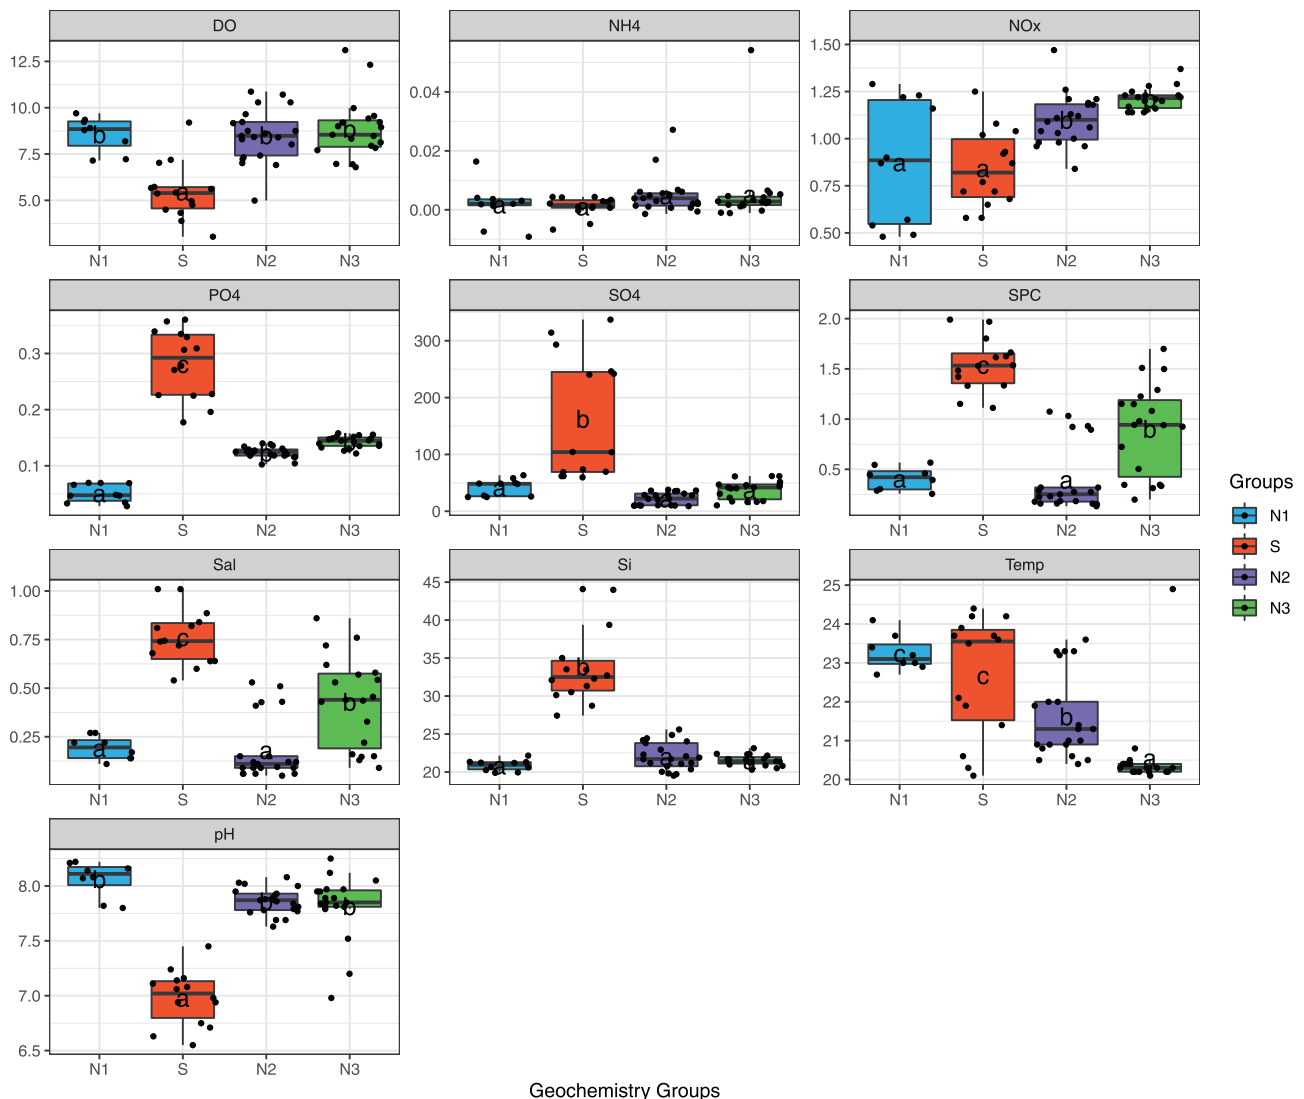 DO
12.5
10.0
7.5
5.0
b
a
b
b
N1 S N2 N3
NH4
0.04
0.02
0.00
a
a
a
a
N1 S N2 N3
NOx
1.50
1.25
1.00
0.75
0.50
a
a
b
N1 S N2 N3
PO4
0.3
0.2
0.1
a
c
b
b
N1 S N2 N3
SO4
300
200
100
0
a
b
a
a
N1 S N2 N3
SPC
2.0
1.5
1.0
0.5
a
c
a
b
N1 S N2 N3
Sal
1.00
0.75
0.50
0.25
a
c
a
b
N1 S N2 N3
Si
45
40
35
30
25
20
a
b
a
a
N1 S N2 N3
Temp
25
24
23
22
21
20
c
c
b
a
N1 S N2 N3
pH
8.0
7.5
7.0
6.5
b
a
b
b
N1 S N2 N3
Geochemistry Groups
Groups
N1
S
N2
N3